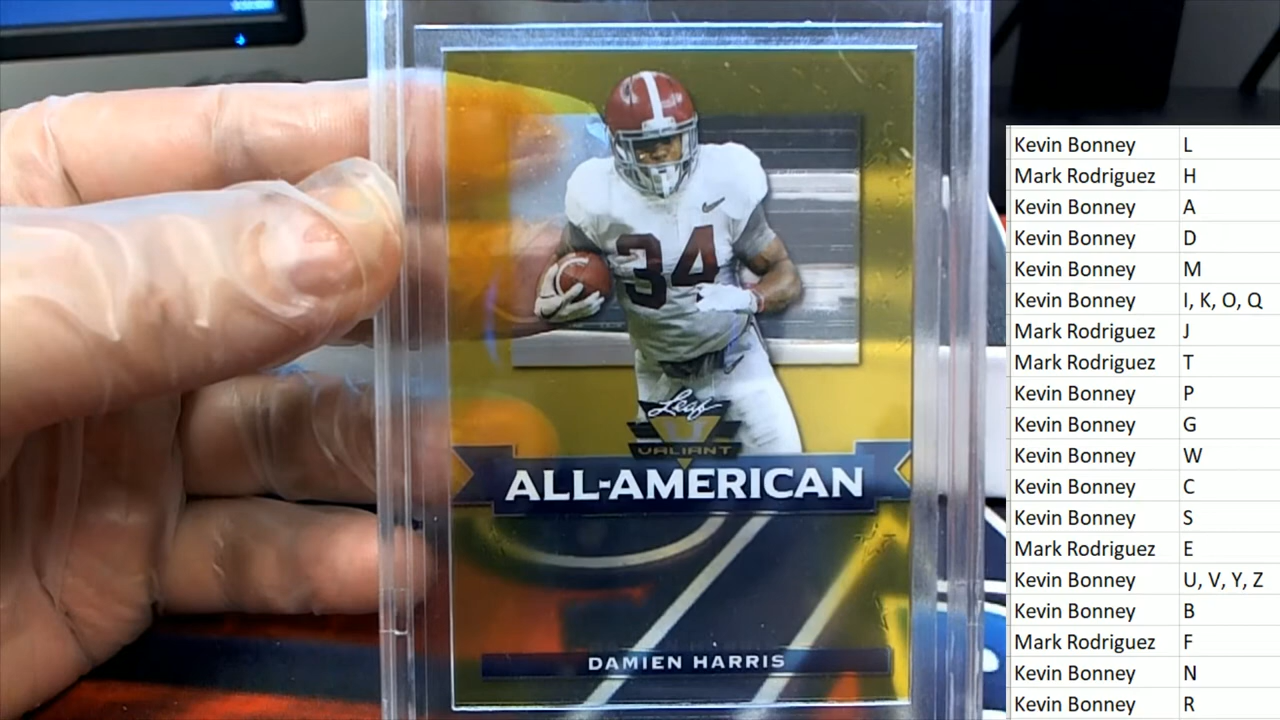 34
Leaf
VALIANT
ALL-AMERICAN
DAMIEN HARRIS
Kevin Bonney L
Mark Rodriguez H
Kevin Bonney A
Kevin Bonney D
Kevin Bonney M
Kevin Bonney I, K, O, Q
Mark Rodriguez J
Mark Rodriguez T
Kevin Bonney P
Kevin Bonney G
Kevin Bonney W
Kevin Bonney C
Kevin Bonney S
Mark Rodriguez E
Kevin Bonney U, V, Y, Z
Kevin Bonney B
Mark Rodriguez F
Kevin Bonney N
Kevin Bonney R